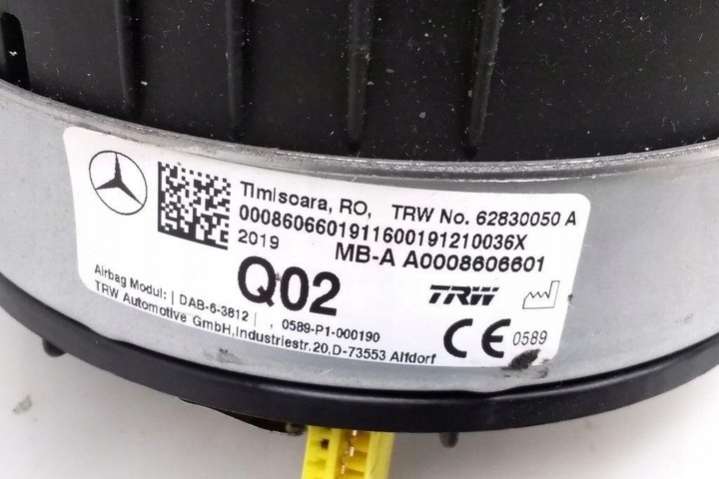 Timisoara, RO, TRW No. 62830050 A
0008606601911600191210036X
2019 MB-A A0008606601
Q02 TRW
Airbag Modul: | DAB-6-3812 | , 0589-P1-000190
TRW Automotive GmbH,Industriestr.20,D-73553 Alfdorf
CE 0589